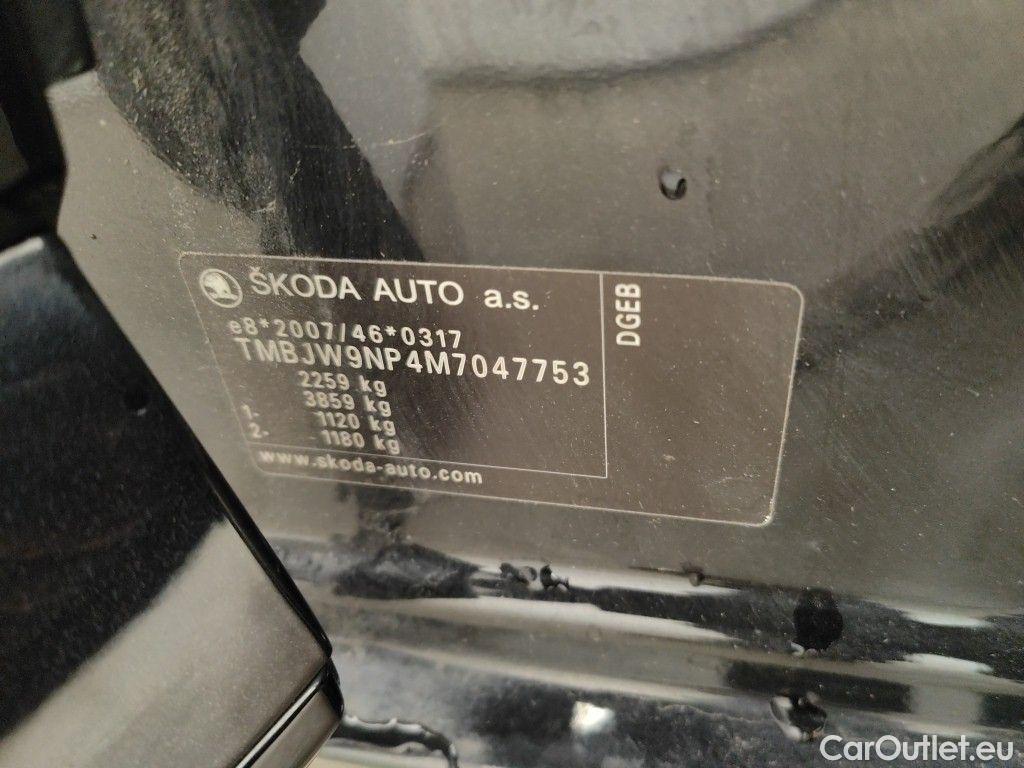 ŠKODA AUTO a.s.
e8*2007/46*0317
TMBJW9NP4M7047753
2259 kg
3859 kg
1. 1120 kg
2. 1180 kg
www.skoda-auto.com
DGEB
CarOutlet.eu